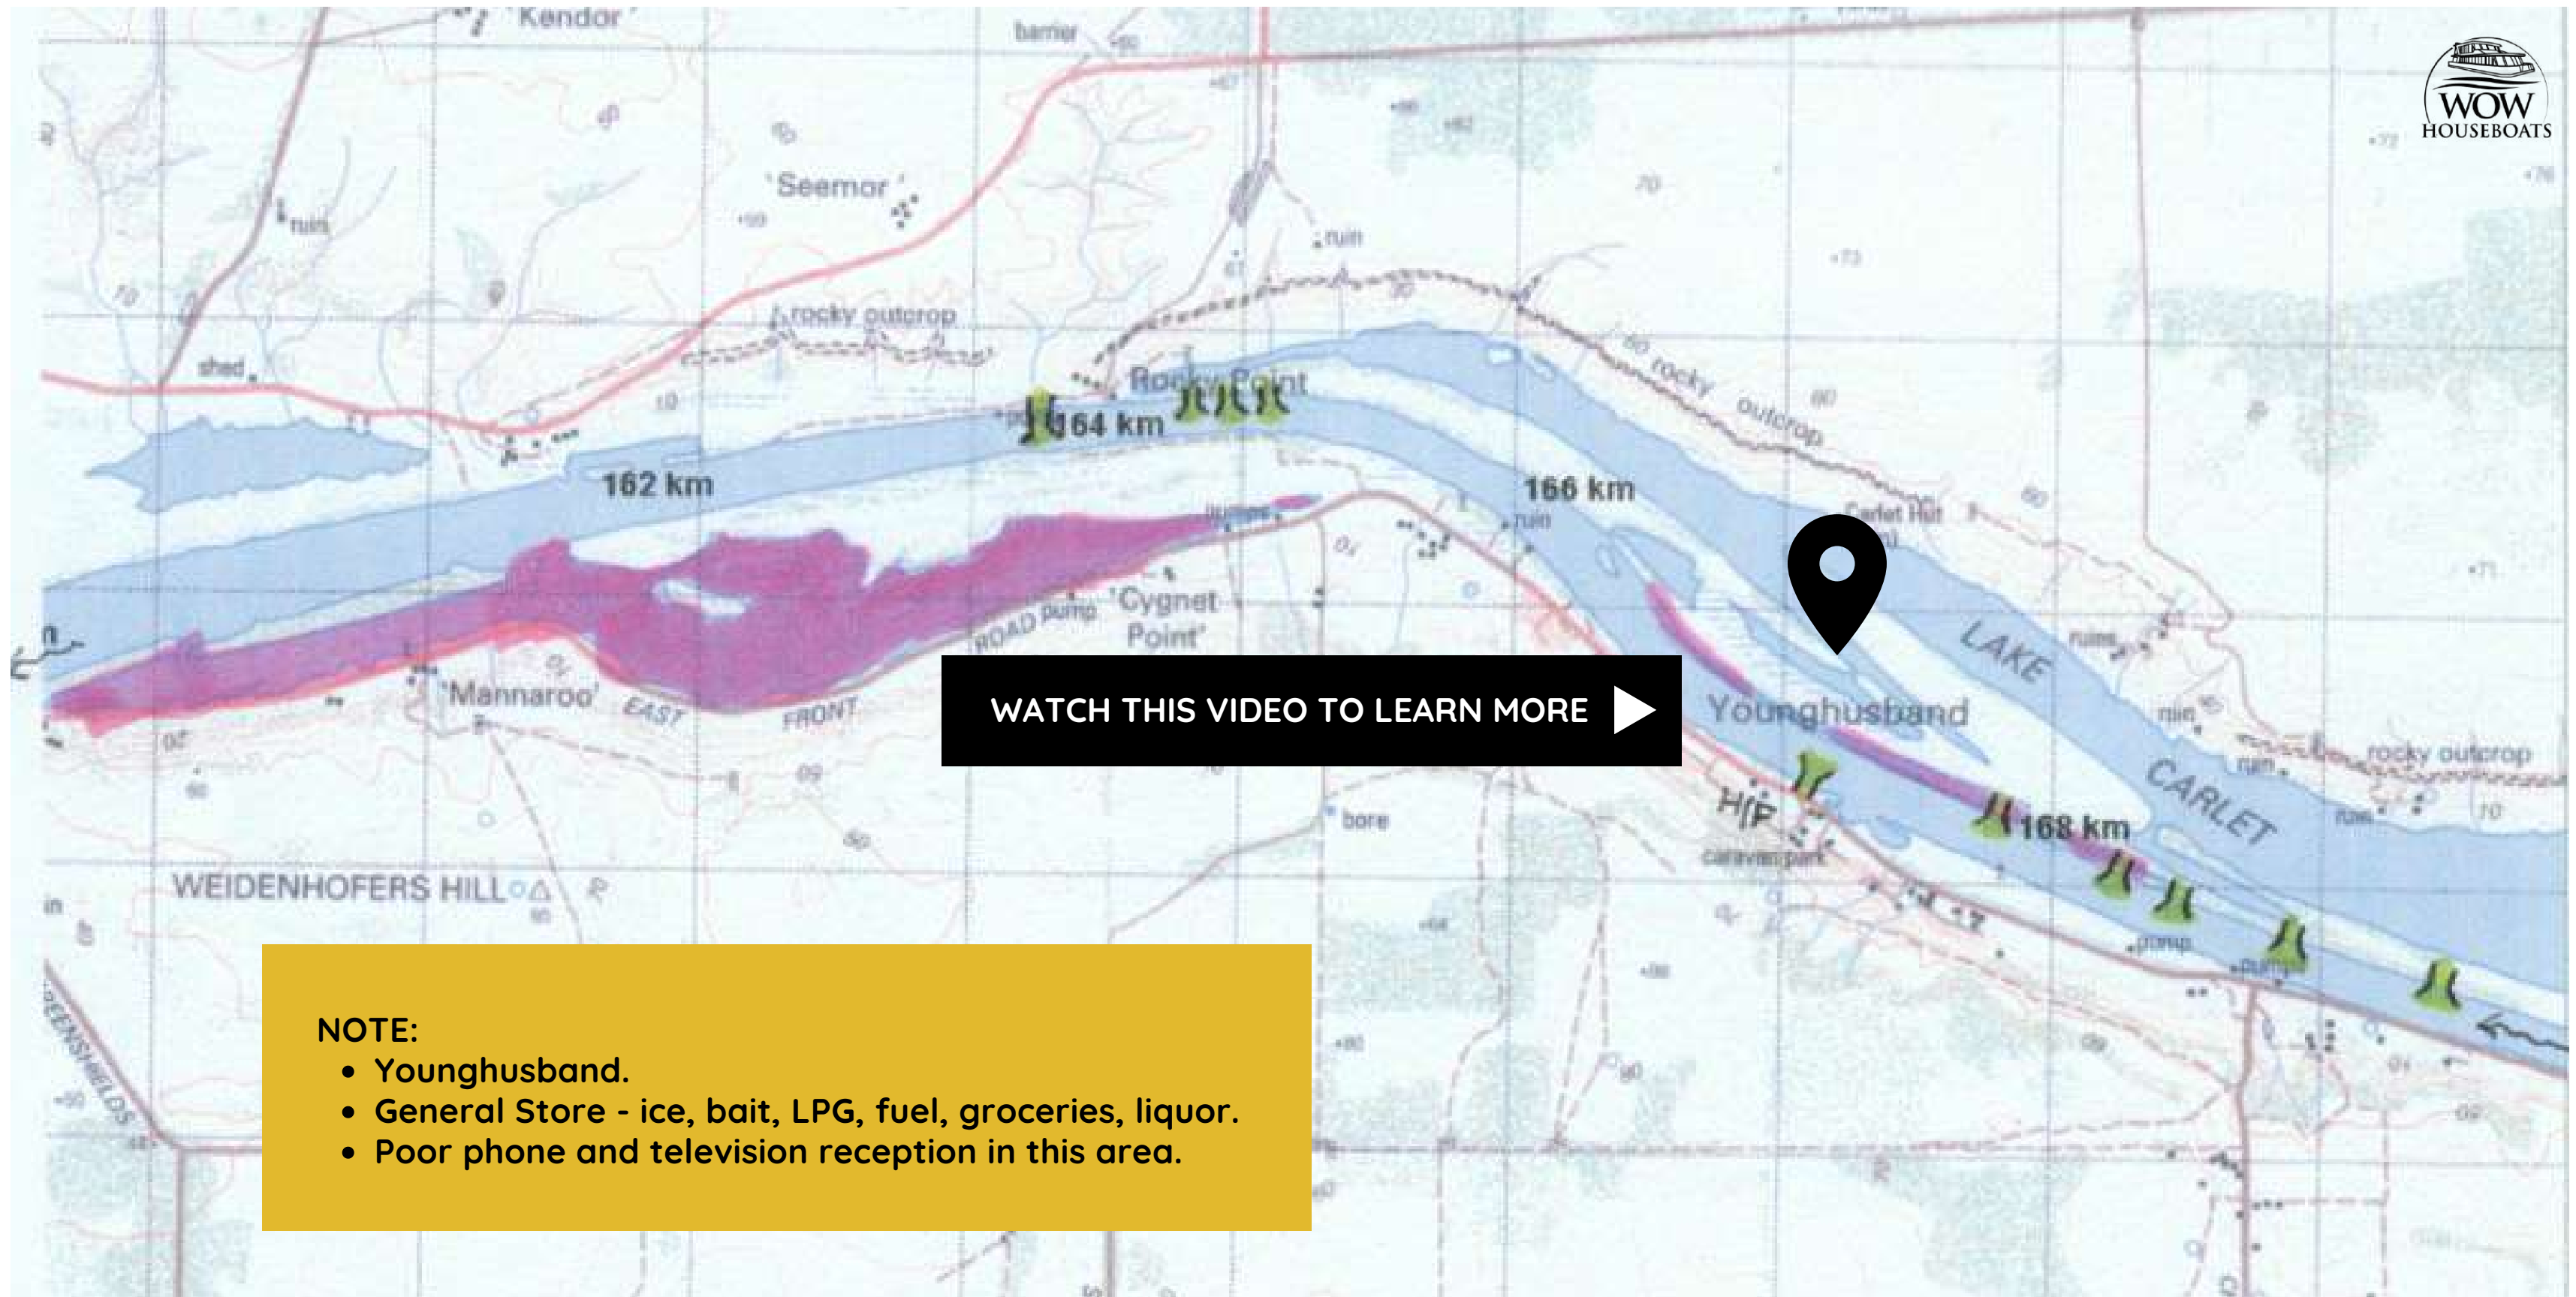 'Kendor'
barrier
WOW
HOUSEBOATS
'Seemor'
ruin
ruin
rocky outcrop
shed
Rocky Point
164 km
rocky outcrop
162 km
166 km
pumps
ruin
Carlet Hut
'Cygnet
Point'
ROAD
pump
LAKE
ruins
'Mannaroo'
EAST
FRONT
WATCH THIS VIDEO TO LEARN MORE
Younghusband
ruin
rocky outcrop
ruin
CARLET
ruin
bore
H
F
168 km
caravan park
WEIDENHOFERS HILL
pump
pump
NOTE:
• Younghusband.
• General Store - ice, bait, LPG, fuel, groceries, liquor.
• Poor phone and television reception in this area.